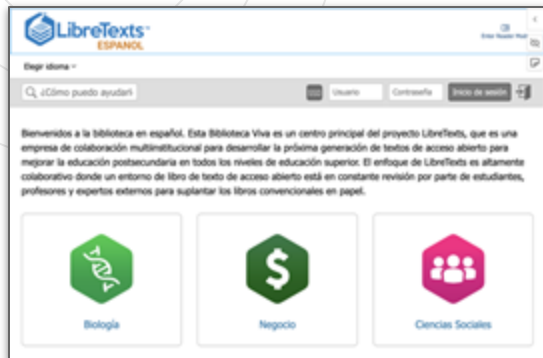 LibreTexts™
ESPAÑOL
Enter Reader Mode
Elegir idioma
¿Cómo puedo ayudarl
Usuario
Contraseña
Inicio de sesión
Bienvenidos a la biblioteca en español. Esta Biblioteca Viva es un centro principal del proyecto LibreTexts, que es una
empresa de colaboración multiinstitucional para desarrollar la próxima generación de textos de acceso abierto para
mejorar la educación postsecundaria en todos los niveles de educación superior. El enfoque de LibreTexts es altamente
colaborativo donde un entorno de libro de texto de acceso abierto está en constante revisión por parte de estudiantes,
profesores y expertos externos para suplantar los libros convencionales en papel.
$
Biología
Negocio
Ciencias Sociales